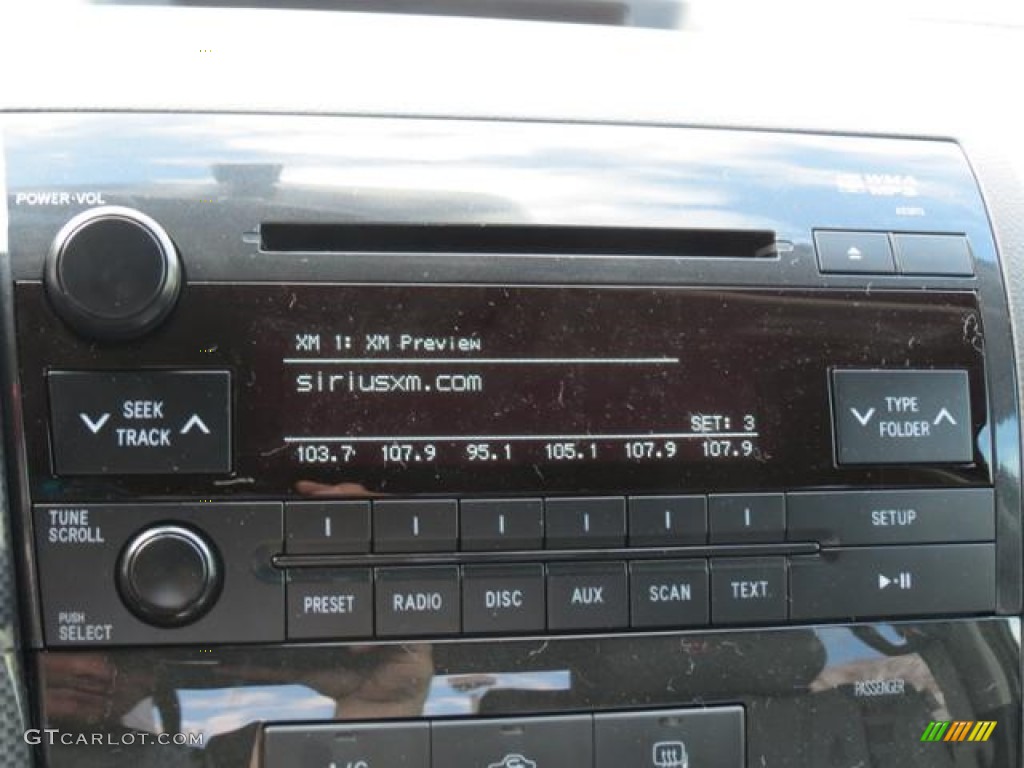 POWER·VOL
XM 1: XM Preview
siriusxm.com
SET: 3
103.7 107.9 95.1 105.1 107.9 107.9
SEEK
TRACK
TYPE
FOLDER
TUNE
SCROLL
SETUP
PRESET RADIO DISC AUX SCAN TEXT
PUSH
SELECT
PASSENGER
GTCARLOT.COM
A/C